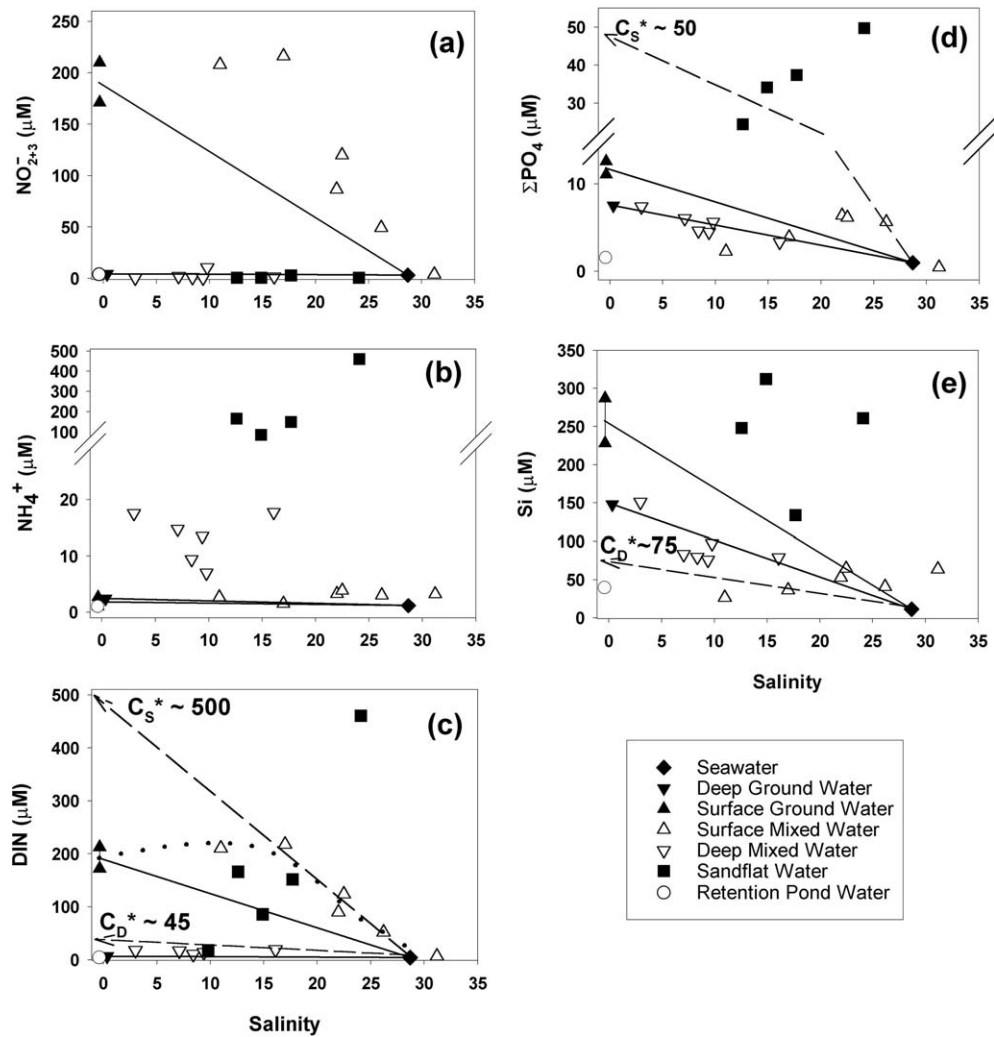 (a)
NO₂₊₃⁻ (μM)
250
200
150
100
50
0
0 5 10 15 20 25 30 35
(b)
NH₄⁺ (μM)
500
400
300
200
100
20
10
0
0 5 10 15 20 25 30 35
(c)
DIN (μM)
500
400
300
200
100
0
C_S* ~ 500
C_D* ~ 45
0 5 10 15 20 25 30 35
Salinity
(d)
ΣPO₄ (μM)
50
40
30
10
0
C_S* ~ 50
0 5 10 15 20 25 30 35
(e)
Si (μM)
350
300
250
200
150
100
50
0
C_D*~75
0 5 10 15 20 25 30 35
Salinity
Seawater
Deep Ground Water
Surface Ground Water
Surface Mixed Water
Deep Mixed Water
Sandflat Water
Retention Pond Water